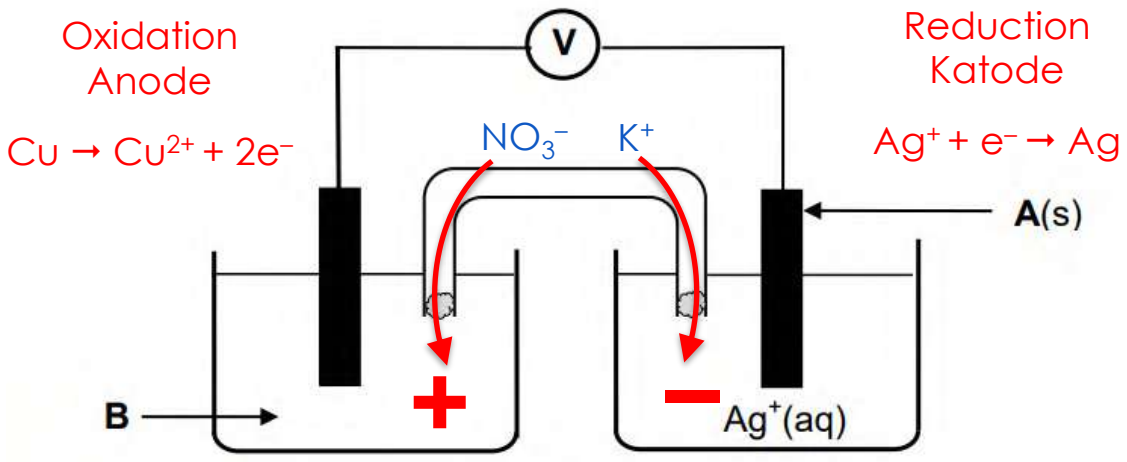 Oxidation
Anode
Cu → Cu²⁺ + 2e⁻
V
Reduction
Katode
Ag⁺ + e⁻ → Ag
NO₃⁻
K⁺
A(s)
B
+
−
Ag⁺(aq)